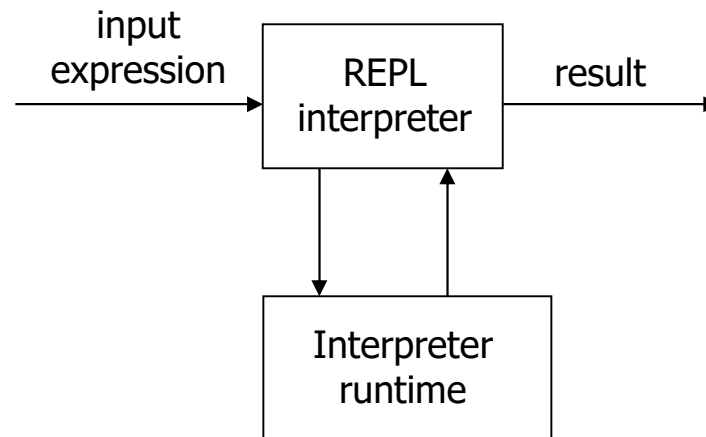 input
expression
REPL
interpreter
result
Interpreter
runtime